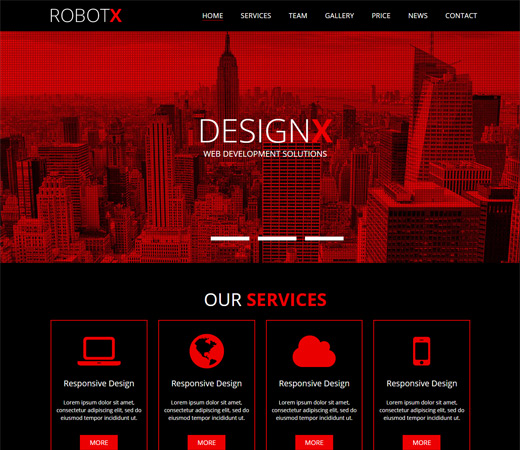 ROBOTX
HOME SERVICES TEAM GALLERY PRICE NEWS CONTACT
DESIGNX
WEB DEVELOPMENT SOLUTIONS
OUR SERVICES
Responsive Design
Lorem ipsum dolor sit amet,
consectetur adipiscing elit, sed do
eiusmod tempor incididunt ut
MORE
Responsive Design
Lorem ipsum dolor sit amet,
consectetur adipiscing elit, sed do
eiusmod tempor incididunt ut
MORE
Responsive Design
Lorem ipsum dolor sit amet,
consectetur adipiscing elit, sed do
eiusmod tempor incididunt ut
MORE
Responsive Design
Lorem ipsum dolor sit amet,
consectetur adipiscing elit, sed do
eiusmod tempor incididunt ut
MORE